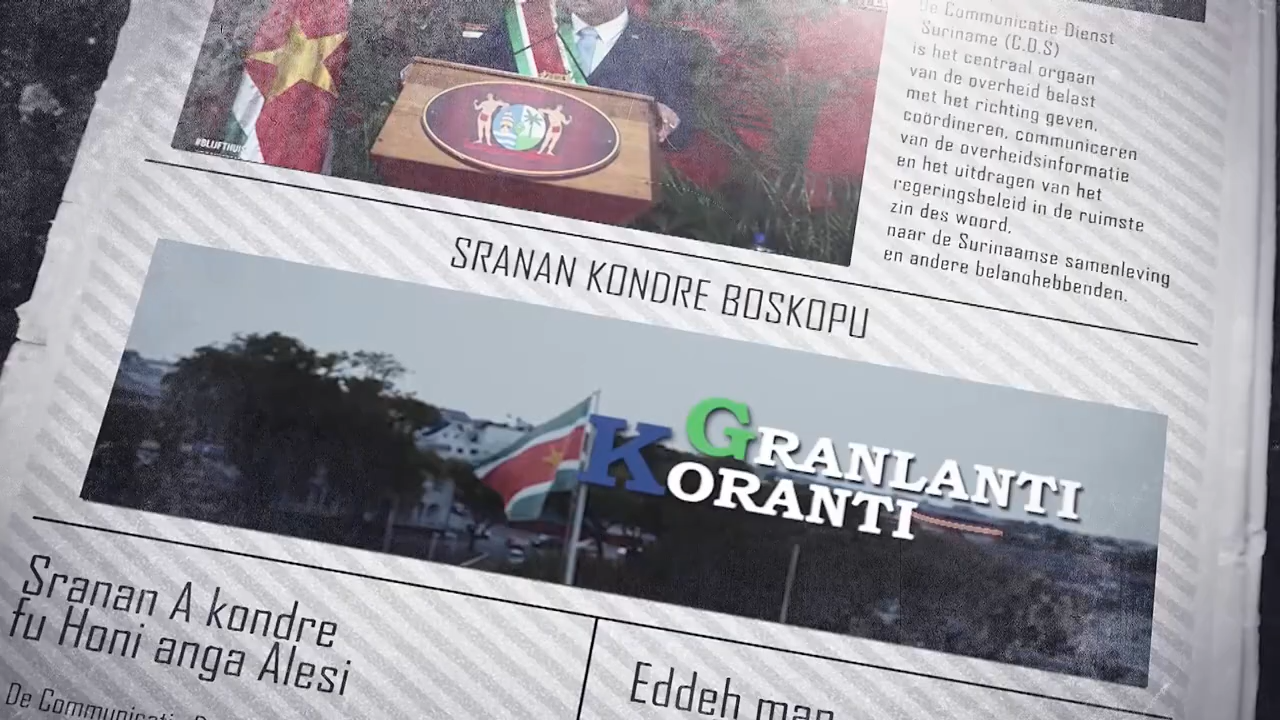 De Communicatie Dienst
Suriname (C.D.S)
is het centraal orgaan
van de overheid belast
met het richting geven,
coördineren, communiceren
van de overheidsinformatie
en het uitdragen van het
regeringsbeleid in de ruimste
zin des woord,
naar de Surinaamse samenleving
en andere belanghebbenden.
SRANAN KONDRE BOSKOPU
GRANLANTI
KORANTI
Sranan A kondre
fu Honi anga Alesi
Eddeh man
De